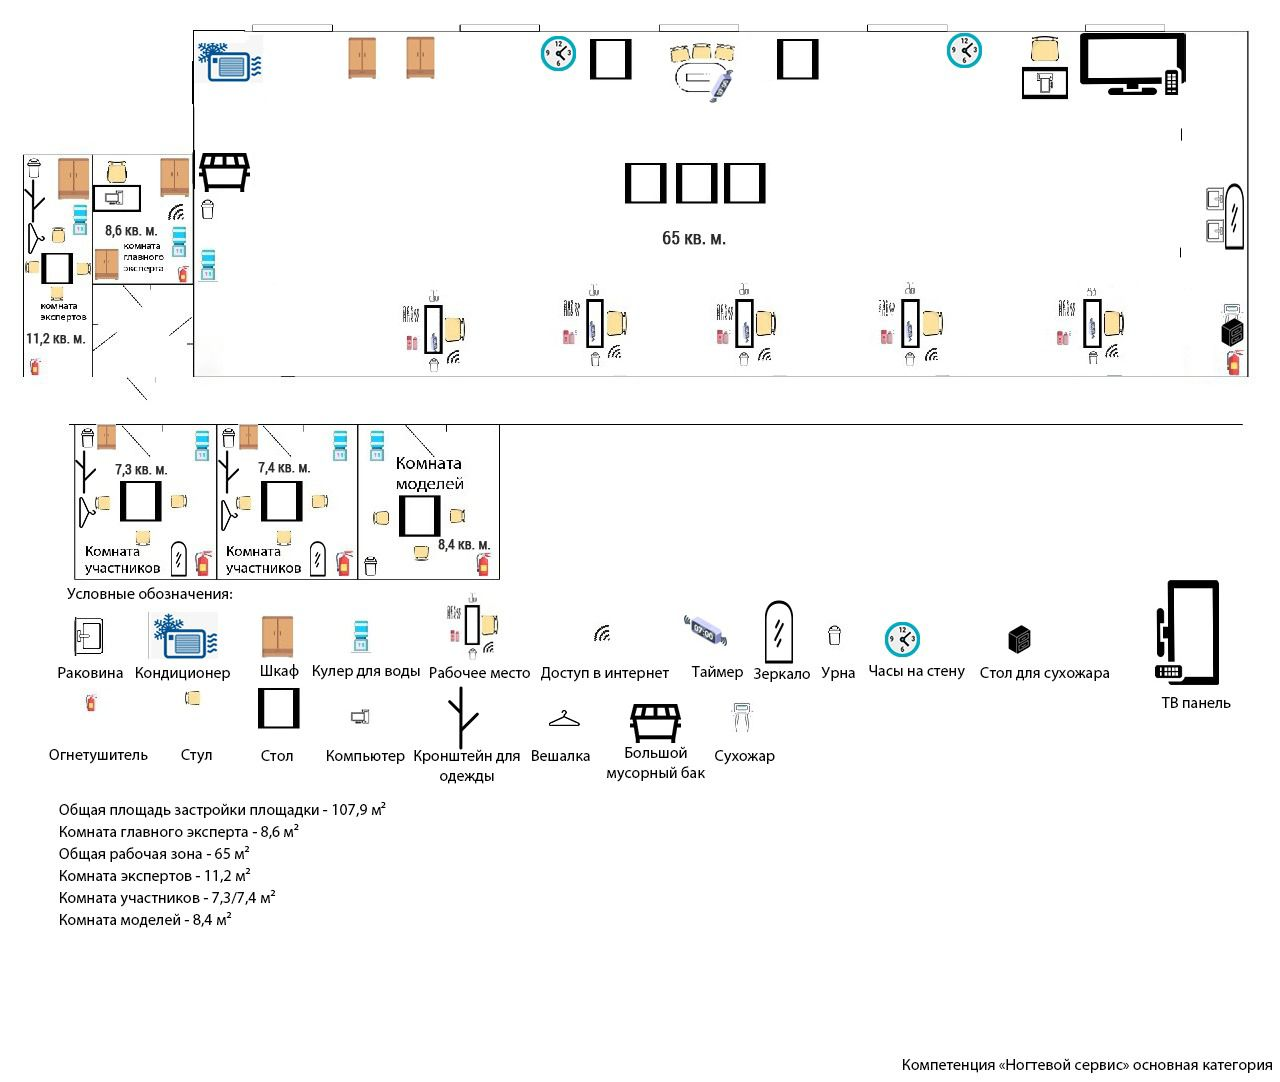 65 кв. м.
8,6 кв. м.
комната
главного
эксперта
комната
экспертов
11,2 кв. м.
7,3 кв. м.
Комната
участников
7,4 кв. м.
Комната
участников
Комната
моделей
8,4 кв. м.
Условные обозначения:
Раковина
Кондиционер
Шкаф
Кулер для воды
Рабочее место
Доступ в интернет
Таймер
Зеркало
Урна
Часы на стену
Стол для сухожара
ТВ панель
Огнетушитель
Стул
Стол
Компьютер
Кронштейн для
одежды
Вешалка
Большой
мусорный бак
Сухожар
Общая площадь застройки площадки - 107,9 м²
Комната главного эксперта - 8,6 м²
Общая рабочая зона - 65 м²
Комната экспертов - 11,2 м²
Комната участников - 7,3/7,4 м²
Комната моделей - 8,4 м²
Компетенция «Ногтевой сервис» основная категория